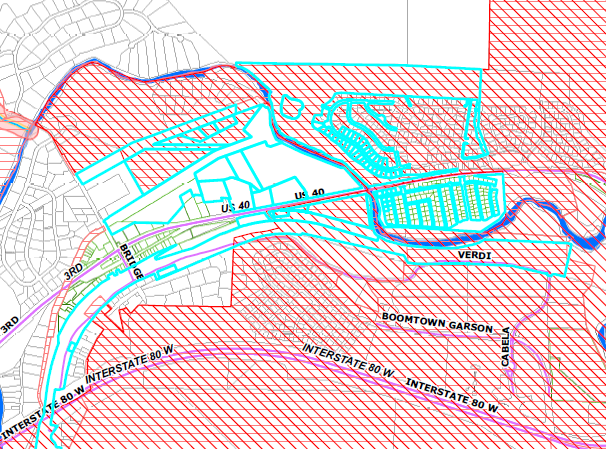 US 40
US 40
BRIDGE
VERDI
3RD
3RD
BOOMTOWN GARSON
CABELA
INTERSTATE 80 W
INTERSTATE 80 W
INTERSTATE 80 W
INTERSTATE 80 W